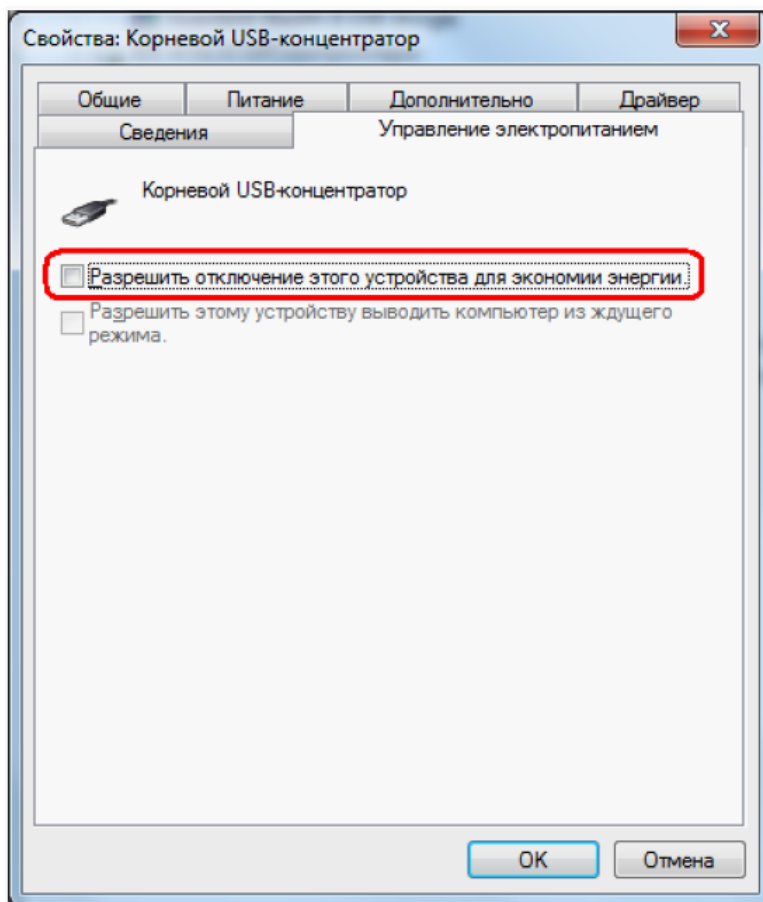 Свойства: Корневой USB-концентратор
Общие Питание Дополнительно Драйвер
Сведения Управление электропитанием
Корневой USB-концентратор
Разрешить отключение этого устройства для экономии энергии.
Разрешить этому устройству выводить компьютер из ждущего
режима.
OK Отмена